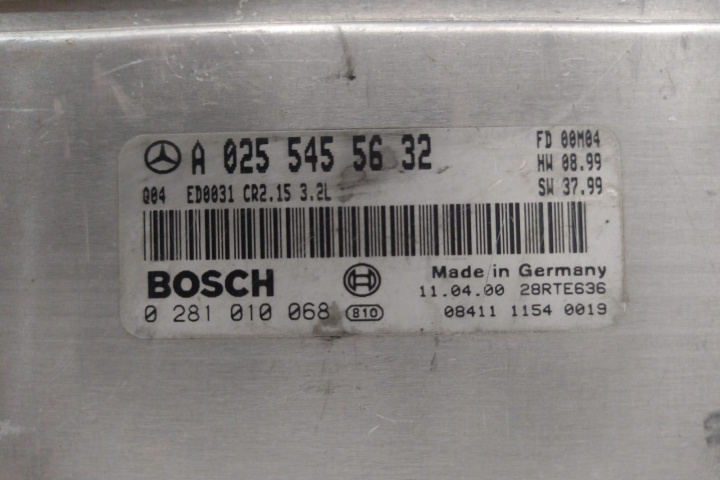 A 025 545 56 32
FD 00M04
HW 08.99
SW 37.99
Q04 ED0031 CR2.15 3.2L
BOSCH
Made in Germany
11.04.00 28RTE636
0 281 010 068 810
08411 1154 0019